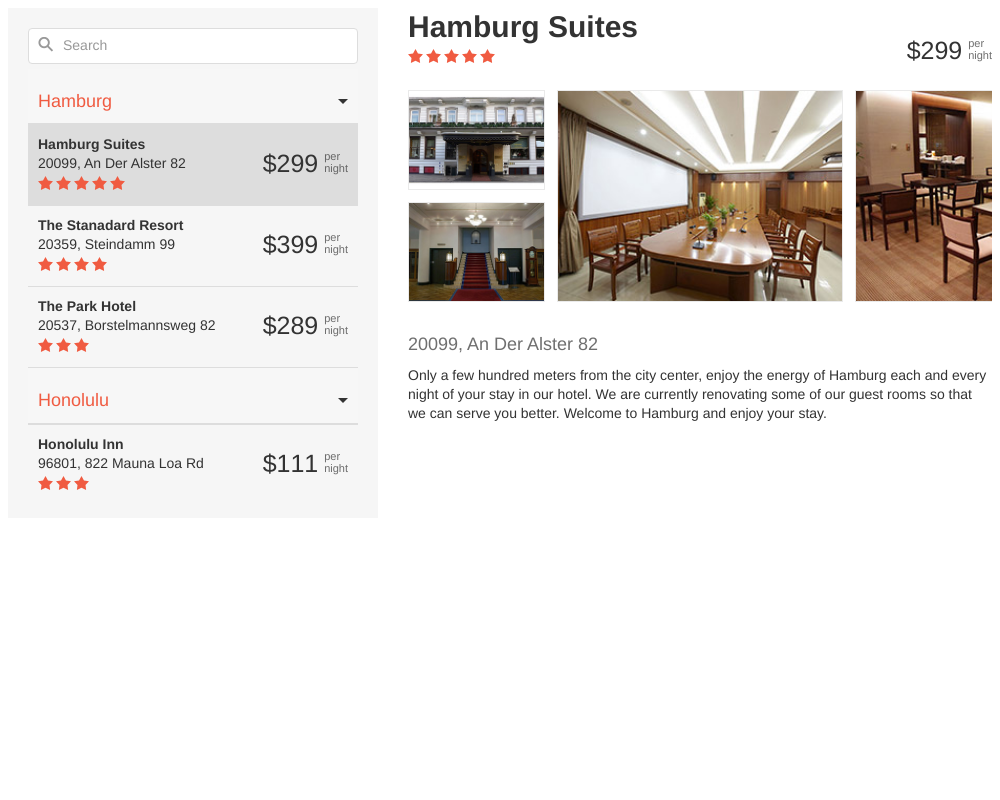 Search
Hamburg
Hamburg Suites
20099, An Der Alster 82
$299 per night
The Stanadard Resort
20359, Steindamm 99
$399 per night
The Park Hotel
20537, Borstelmannsweg 82
$289 per night
Honolulu
Honolulu Inn
96801, 822 Mauna Loa Rd
$111 per night
Hamburg Suites
$299 per night
20099, An Der Alster 82
Only a few hundred meters from the city center, enjoy the energy of Hamburg each and every
night of your stay in our hotel. We are currently renovating some of our guest rooms so that
we can serve you better. Welcome to Hamburg and enjoy your stay.